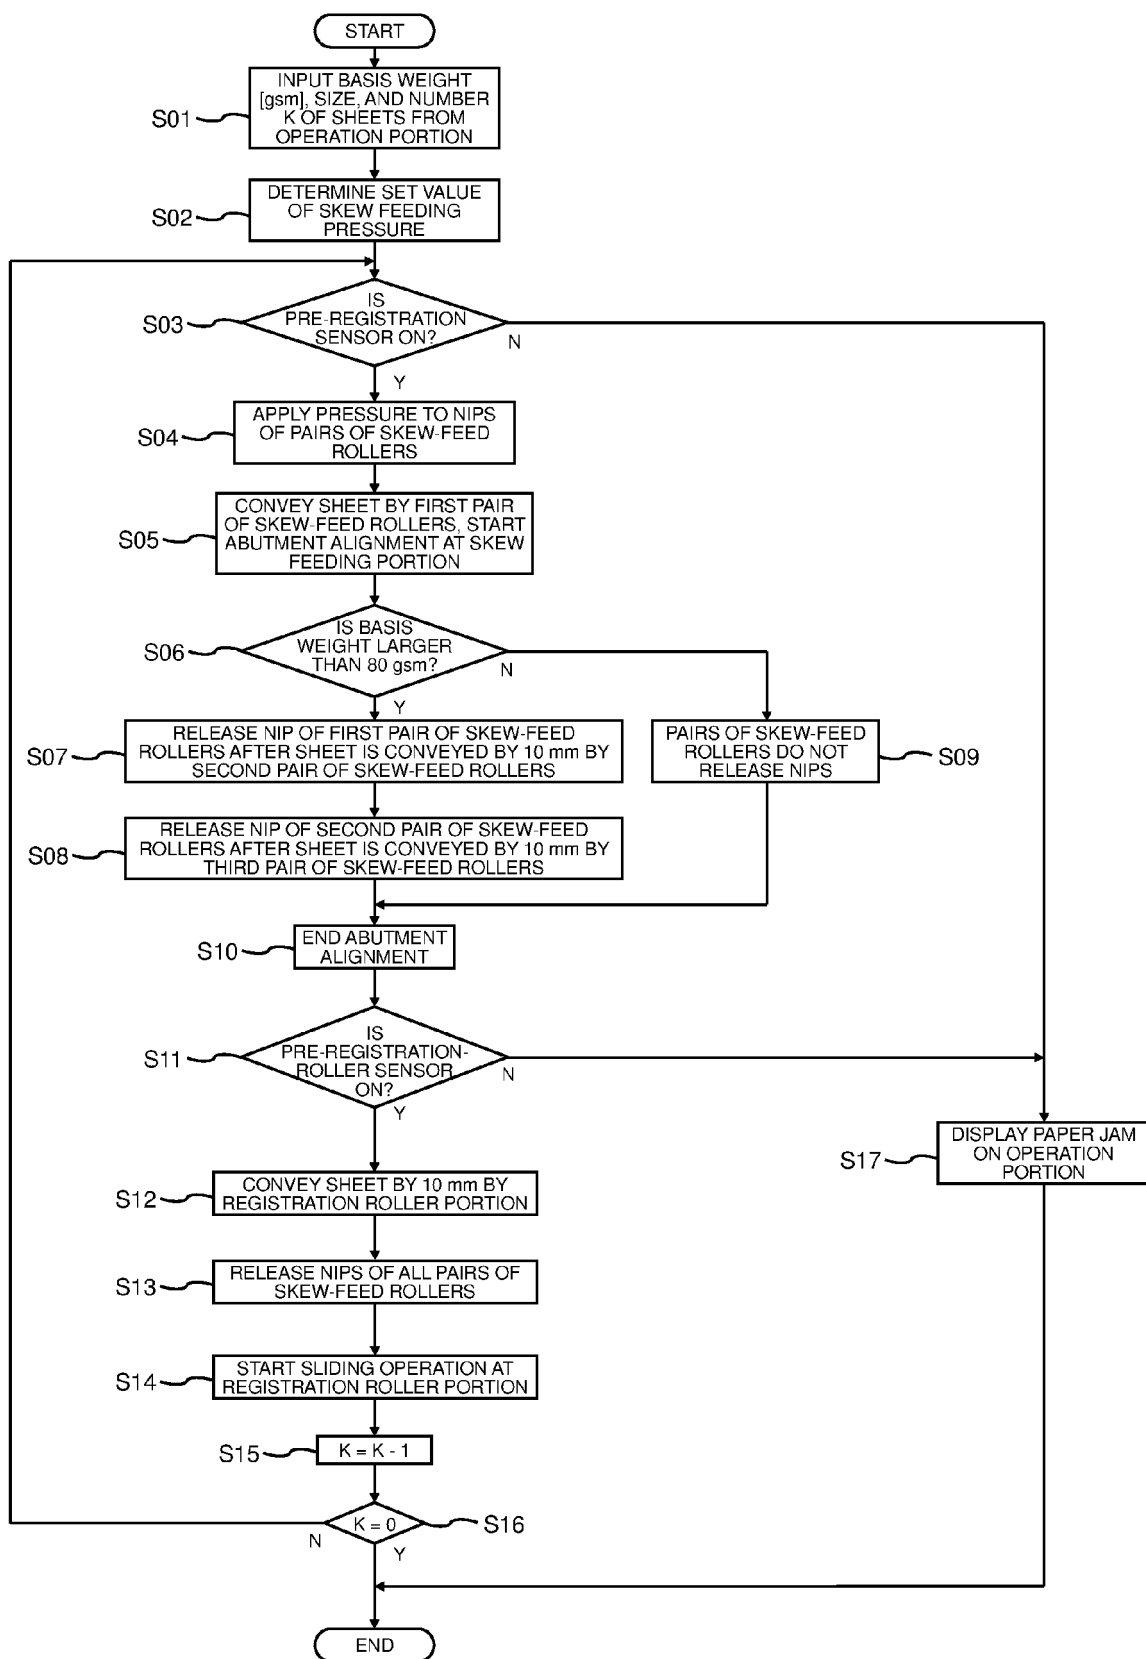 START
INPUT BASIS WEIGHT
[gsm], SIZE, AND NUMBER
K OF SHEETS FROM
OPERATION PORTION
S01
DETERMINE SET VALUE
OF SKEW FEEDING
PRESSURE
S02
IS
PRE-REGISTRATION
SENSOR ON?
S03
N
Y
APPLY PRESSURE TO NIPS
OF PAIRS OF SKEW-FEED
ROLLERS
S04
CONVEY SHEET BY FIRST PAIR
OF SKEW-FEED ROLLERS, START
ABUTMENT ALIGNMENT AT SKEW
FEEDING PORTION
S05
IS BASIS
WEIGHT LARGER
THAN 80 gsm?
S06
N
Y
RELEASE NIP OF FIRST PAIR OF SKEW-FEED
ROLLERS AFTER SHEET IS CONVEYED BY 10 mm BY
SECOND PAIR OF SKEW-FEED ROLLERS
S07
PAIRS OF SKEW-FEED
ROLLERS DO NOT
RELEASE NIPS
S09
RELEASE NIP OF SECOND PAIR OF SKEW-FEED
ROLLERS AFTER SHEET IS CONVEYED BY 10 mm BY
THIRD PAIR OF SKEW-FEED ROLLERS
S08
END ABUTMENT
ALIGNMENT
S10
IS
PRE-REGISTRATION-
ROLLER SENSOR
ON?
S11
N
Y
DISPLAY PAPER JAM
ON OPERATION
PORTION
S17
CONVEY SHEET BY 10 mm BY
REGISTRATION ROLLER PORTION
S12
RELEASE NIPS OF ALL PAIRS OF
SKEW-FEED ROLLERS
S13
START SLIDING OPERATION AT
REGISTRATION ROLLER PORTION
S14
K = K - 1
S15
K = 0
S16
N
Y
END